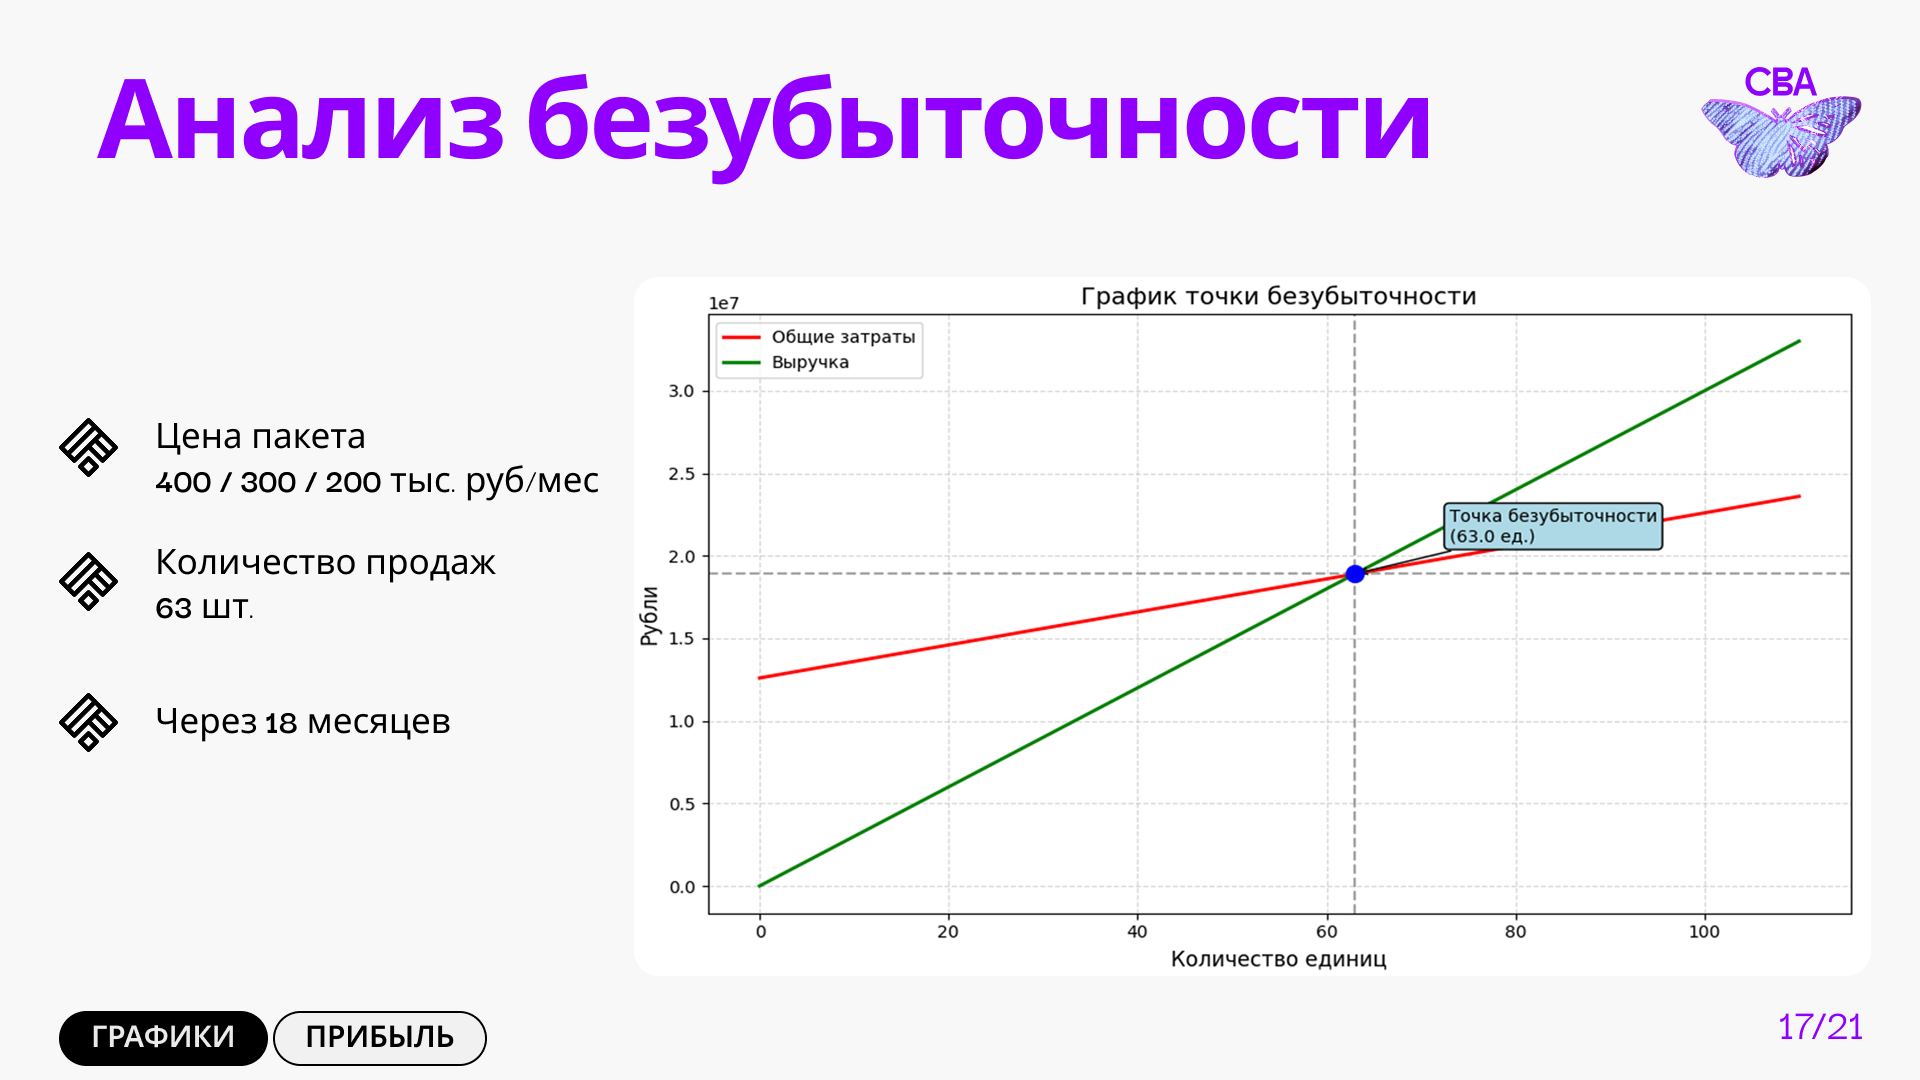 Анализ безубыточности
СВА
Цена пакета
400 / 300 / 200 тыс. руб/мес
Количество продаж
63 шт.
Через 18 месяцев
График точки безубыточности
1e7
Общие затраты
Выручка
3.0
2.5
2.0
1.5
1.0
0.5
0.0
Рубли
Точка безубыточности
(63.0 ед.)
0 20 40 60 80 100
Количество единиц
ГРАФИКИ ПРИБЫЛЬ
17/21